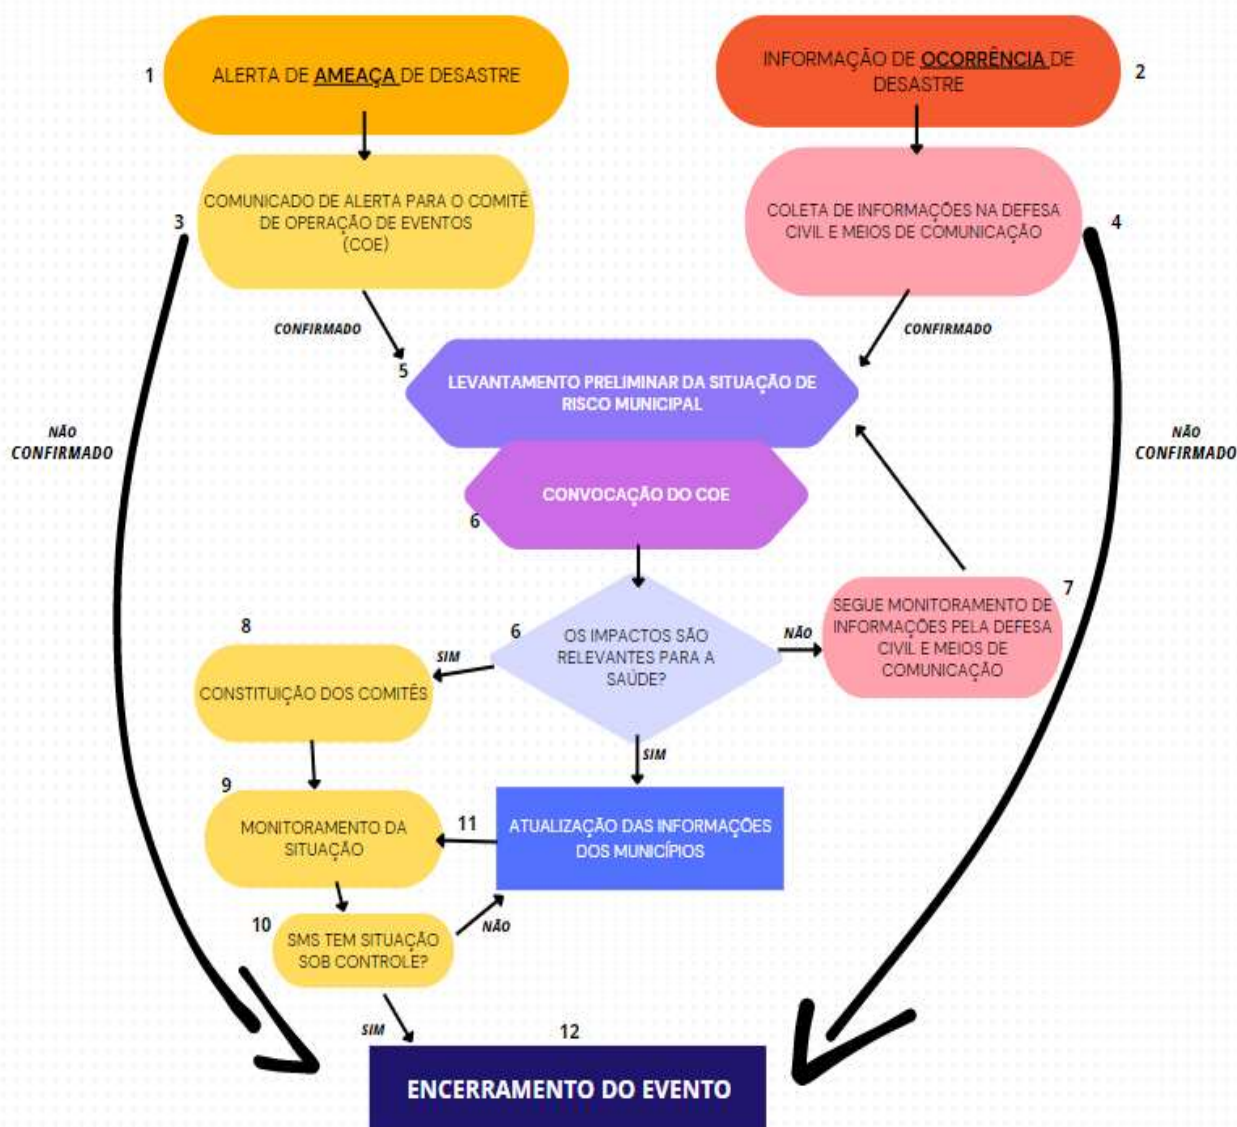 1
ALERTA DE AMEAÇA DE DESASTRE
INFORMAÇÃO DE OCORRÊNCIA DE
DESASTRE
2
3
COMUNICADO DE ALERTA PARA O COMITÊ
DE OPERAÇÃO DE EVENTOS
(COE)
COLETA DE INFORMAÇÕES NA DEFESA
CIVIL E MEIOS DE COMUNICAÇÃO
4
CONFIRMADO
CONFIRMADO
5
LEVANTAMENTO PRELIMINAR DA SITUAÇÃO DE
RISCO MUNICIPAL
NÃO
CONFIRMADO
NÃO
CONFIRMADO
CONVOCAÇÃO DO COE
6
6
OS IMPACTOS SÃO
RELEVANTES PARA A
SAÚDE?
NÃO
7
SEGUE MONITORAMENTO DE
INFORMAÇÕES PELA DEFESA
CIVIL E MEIOS DE
COMUNICAÇÃO
8
SIM
CONSTITUIÇÃO DOS COMITÊS
SIM
9
MONITORAMENTO DA
SITUAÇÃO
11
ATUALIZAÇÃO DAS INFORMAÇÕES
DOS MUNICÍPIOS
10
SMS TEM SITUAÇÃO
SOB CONTROLE?
NÃO
SIM
12
ENCERRAMENTO DO EVENTO